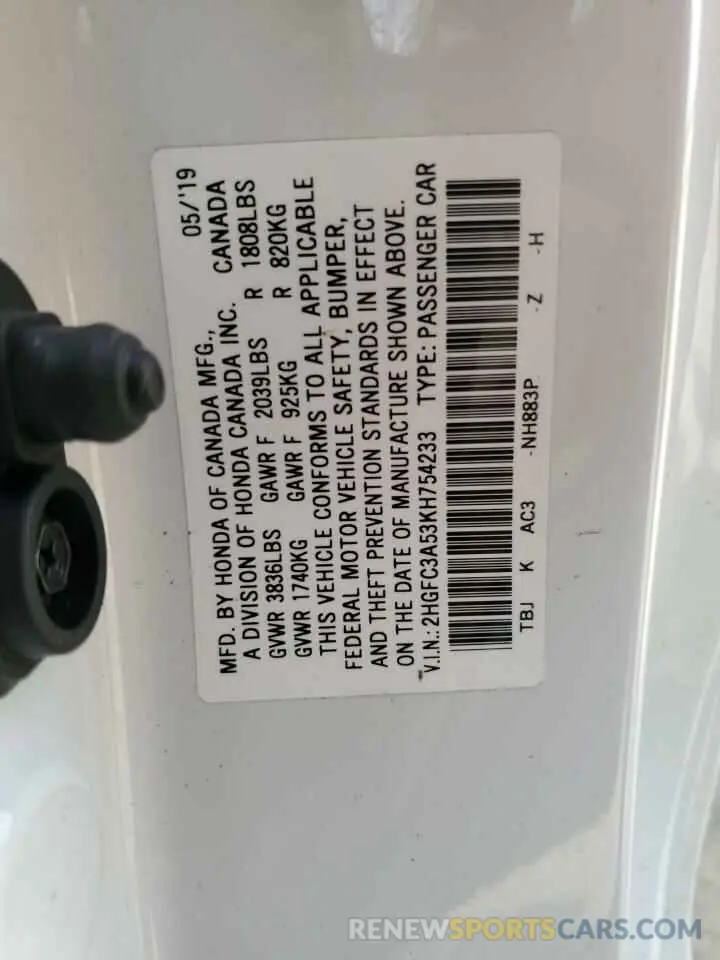 05/'19
MFD. BY HONDA OF CANADA MFG.,
A DIVISION OF HONDA CANADA INC. CANADA
GVWR 3836LBS GAWR F 2039LBS R 1808LBS
GVWR 1740KG GAWR F 925KG R 820KG
THIS VEHICLE CONFORMS TO ALL APPLICABLE
FEDERAL MOTOR VEHICLE SAFETY, BUMPER,
AND THEFT PREVENTION STANDARDS IN EFFECT
ON THE DATE OF MANUFACTURE SHOWN ABOVE.
V.I.N.: 2HGFC3A53KH754233 TYPE: PASSENGER CAR
TBJ K AC3 -NH883P -Z -H
RENEWSPORTSCARS.COM